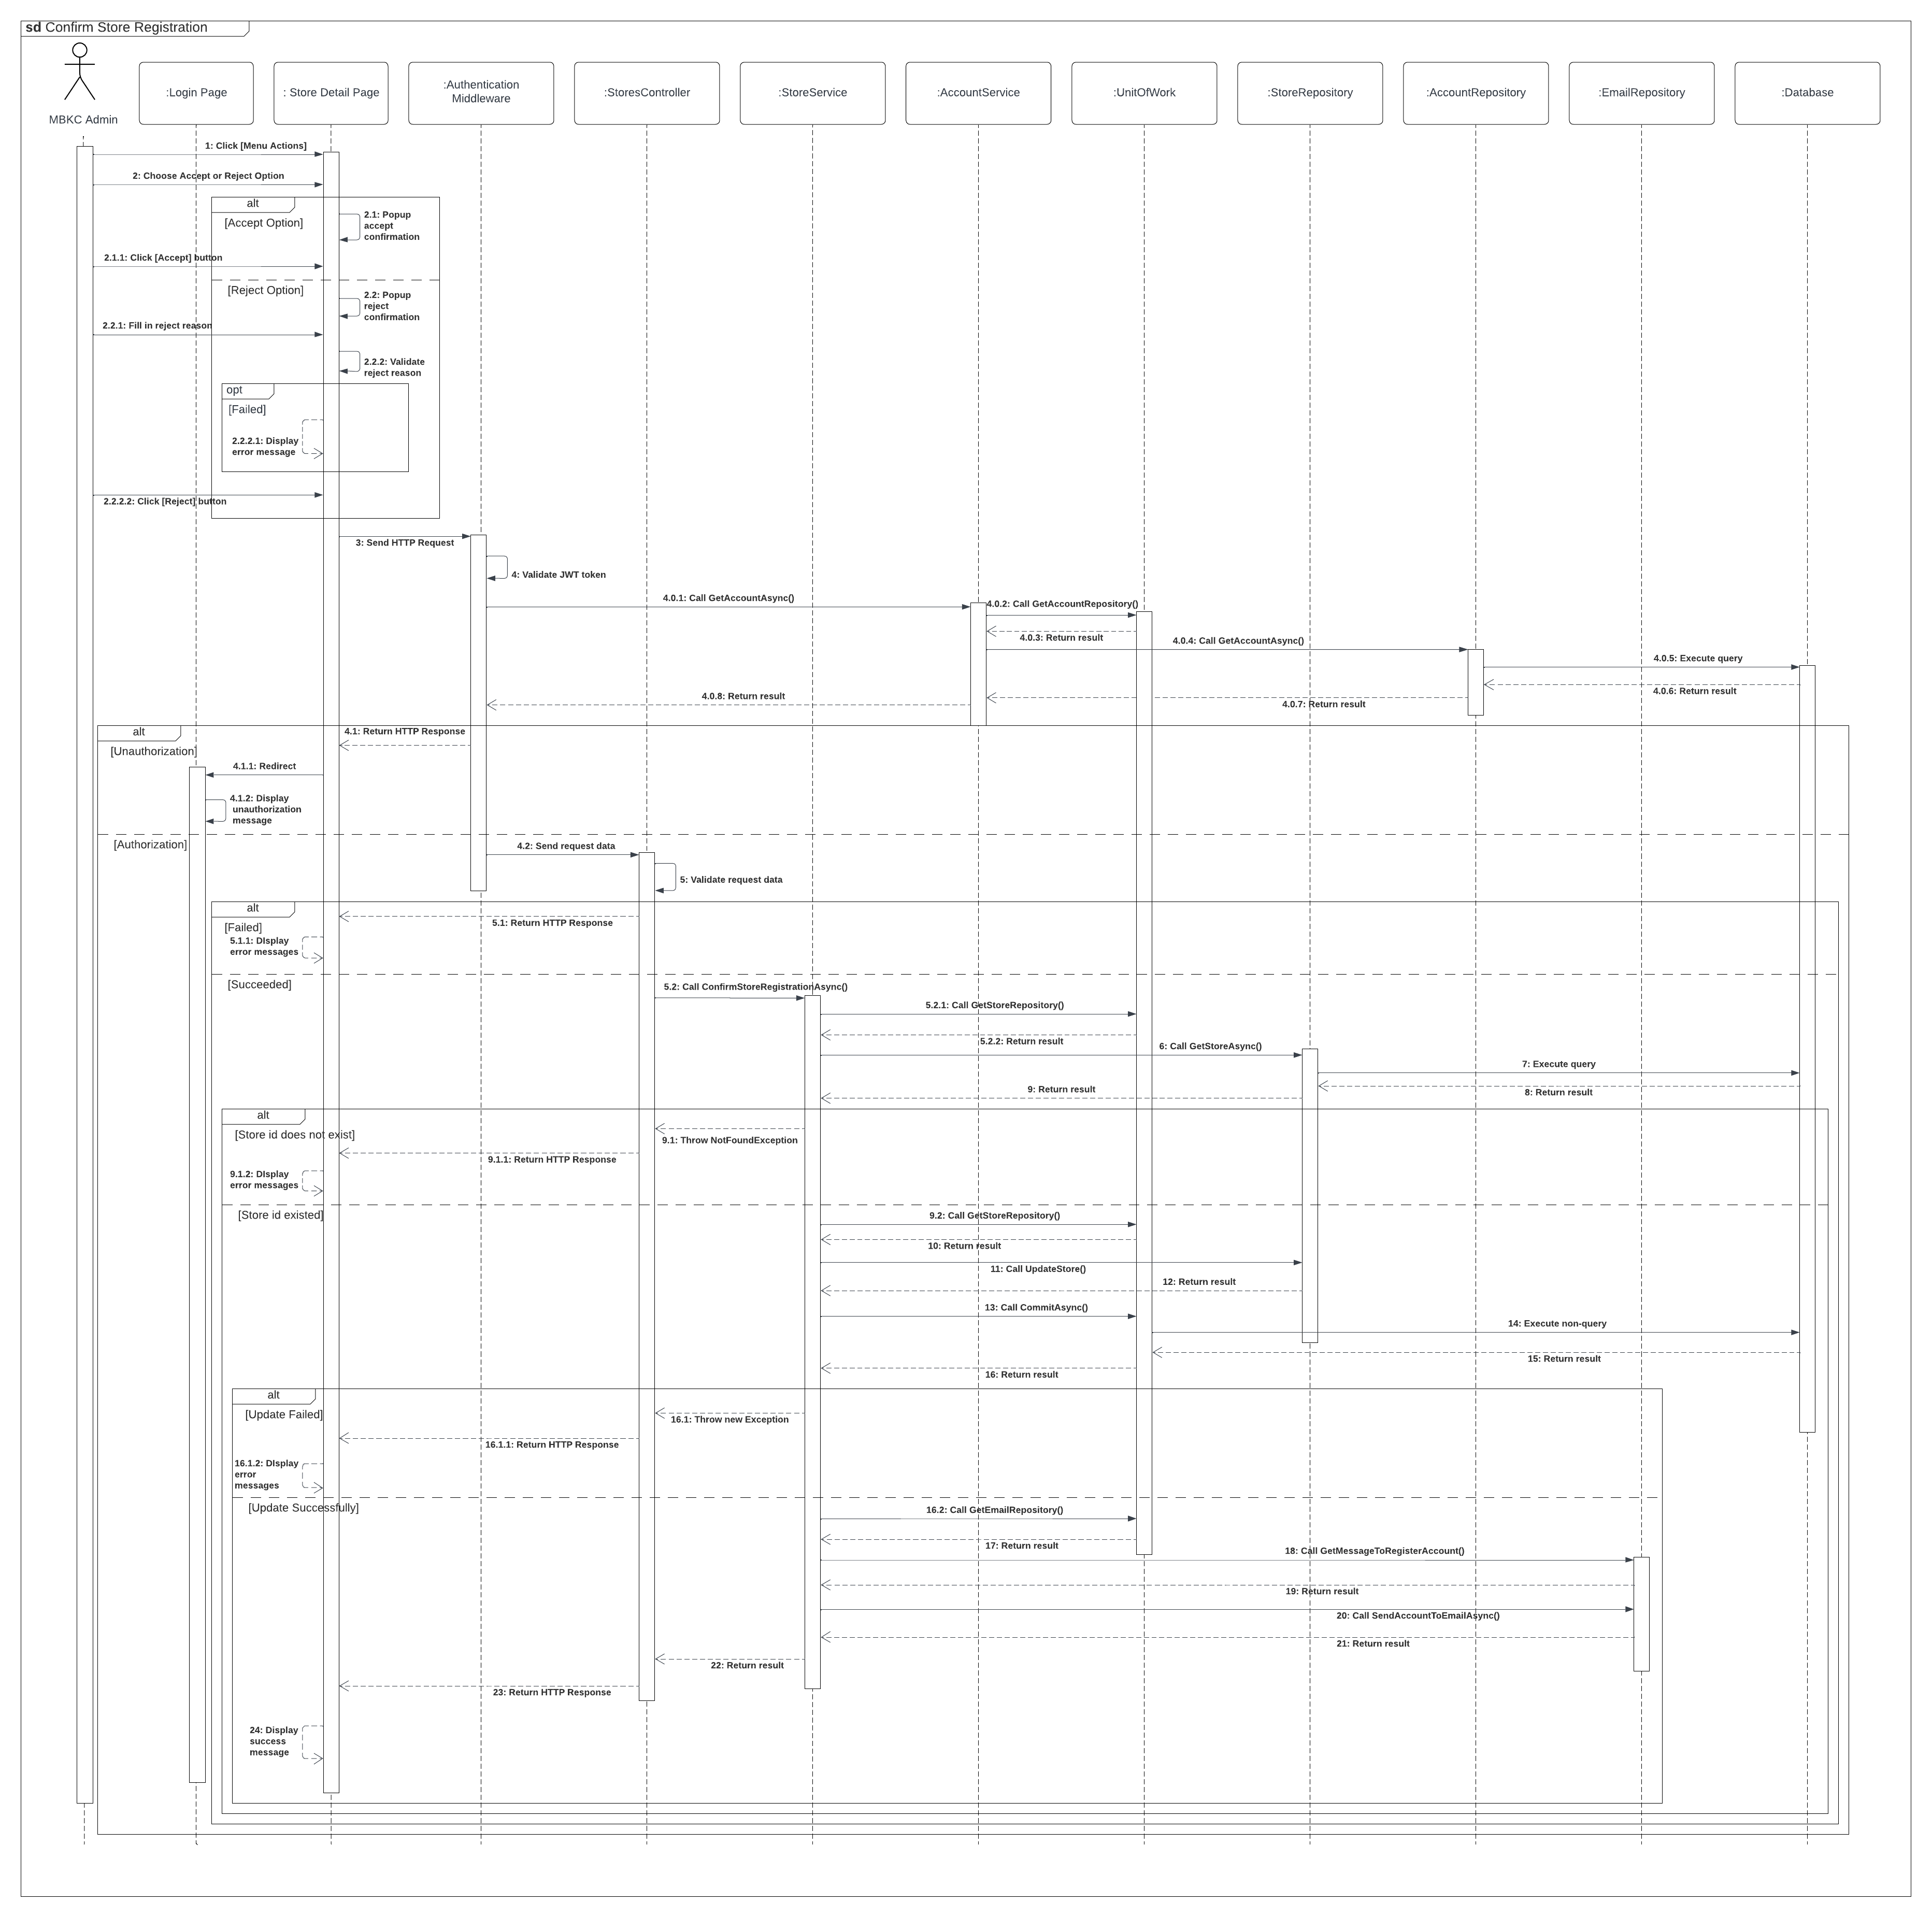 sd Confirm Store Registration
MBKC Admin
:Login Page
: Store Detail Page
:Authentication
Middleware
:StoresController
:StoreService
:AccountService
:UnitOfWork
:StoreRepository
:AccountRepository
:EmailRepository
:Database
1: Click [Menu Actions]
2: Choose Accept or Reject Option
alt
[Accept Option]
2.1: Popup
accept
confirmation
2.1.1: Click [Accept] button
[Reject Option]
2.2: Popup
reject
confirmation
2.2.1: Fill in reject reason
2.2.2: Validate
reject reason
opt
[Failed]
2.2.2.1: Display
error message
2.2.2.2: Click [Reject] button
3: Send HTTP Request
4: Validate JWT token
4.0.1: Call GetAccountAsync()
4.0.2: Call GetAccountRepository()
4.0.3: Return result
4.0.4: Call GetAccountAsync()
4.0.5: Execute query
4.0.6: Return result
4.0.7: Return result
4.0.8: Return result
alt
[Unauthorization]
4.1: Return HTTP Response
4.1.1: Redirect
4.1.2: Display
unauthorization
message
[Authorization]
4.2: Send request data
5: Validate request data
alt
[Failed]
5.1: Return HTTP Response
5.1.1: DIsplay
error messages
[Succeeded]
5.2: Call ConfirmStoreRegistrationAsync()
5.2.1: Call GetStoreRepository()
5.2.2: Return result
6: Call GetStoreAsync()
7: Execute query
8: Return result
9: Return result
alt
[Store id does not exist]
9.1: Throw NotFoundException
9.1.1: Return HTTP Response
9.1.2: DIsplay
error messages
[Store id existed]
9.2: Call GetStoreRepository()
10: Return result
11: Call UpdateStore()
12: Return result
13: Call CommitAsync()
14: Execute non-query
15: Return result
16: Return result
alt
[Update Failed]
16.1: Throw new Exception
16.1.1: Return HTTP Response
16.1.2: DIsplay
error
messages
[Update Successfully]
16.2: Call GetEmailRepository()
17: Return result
18: Call GetMessageToRegisterAccount()
19: Return result
20: Call SendAccountToEmailAsync()
21: Return result
22: Return result
23: Return HTTP Response
24: Display
success
message